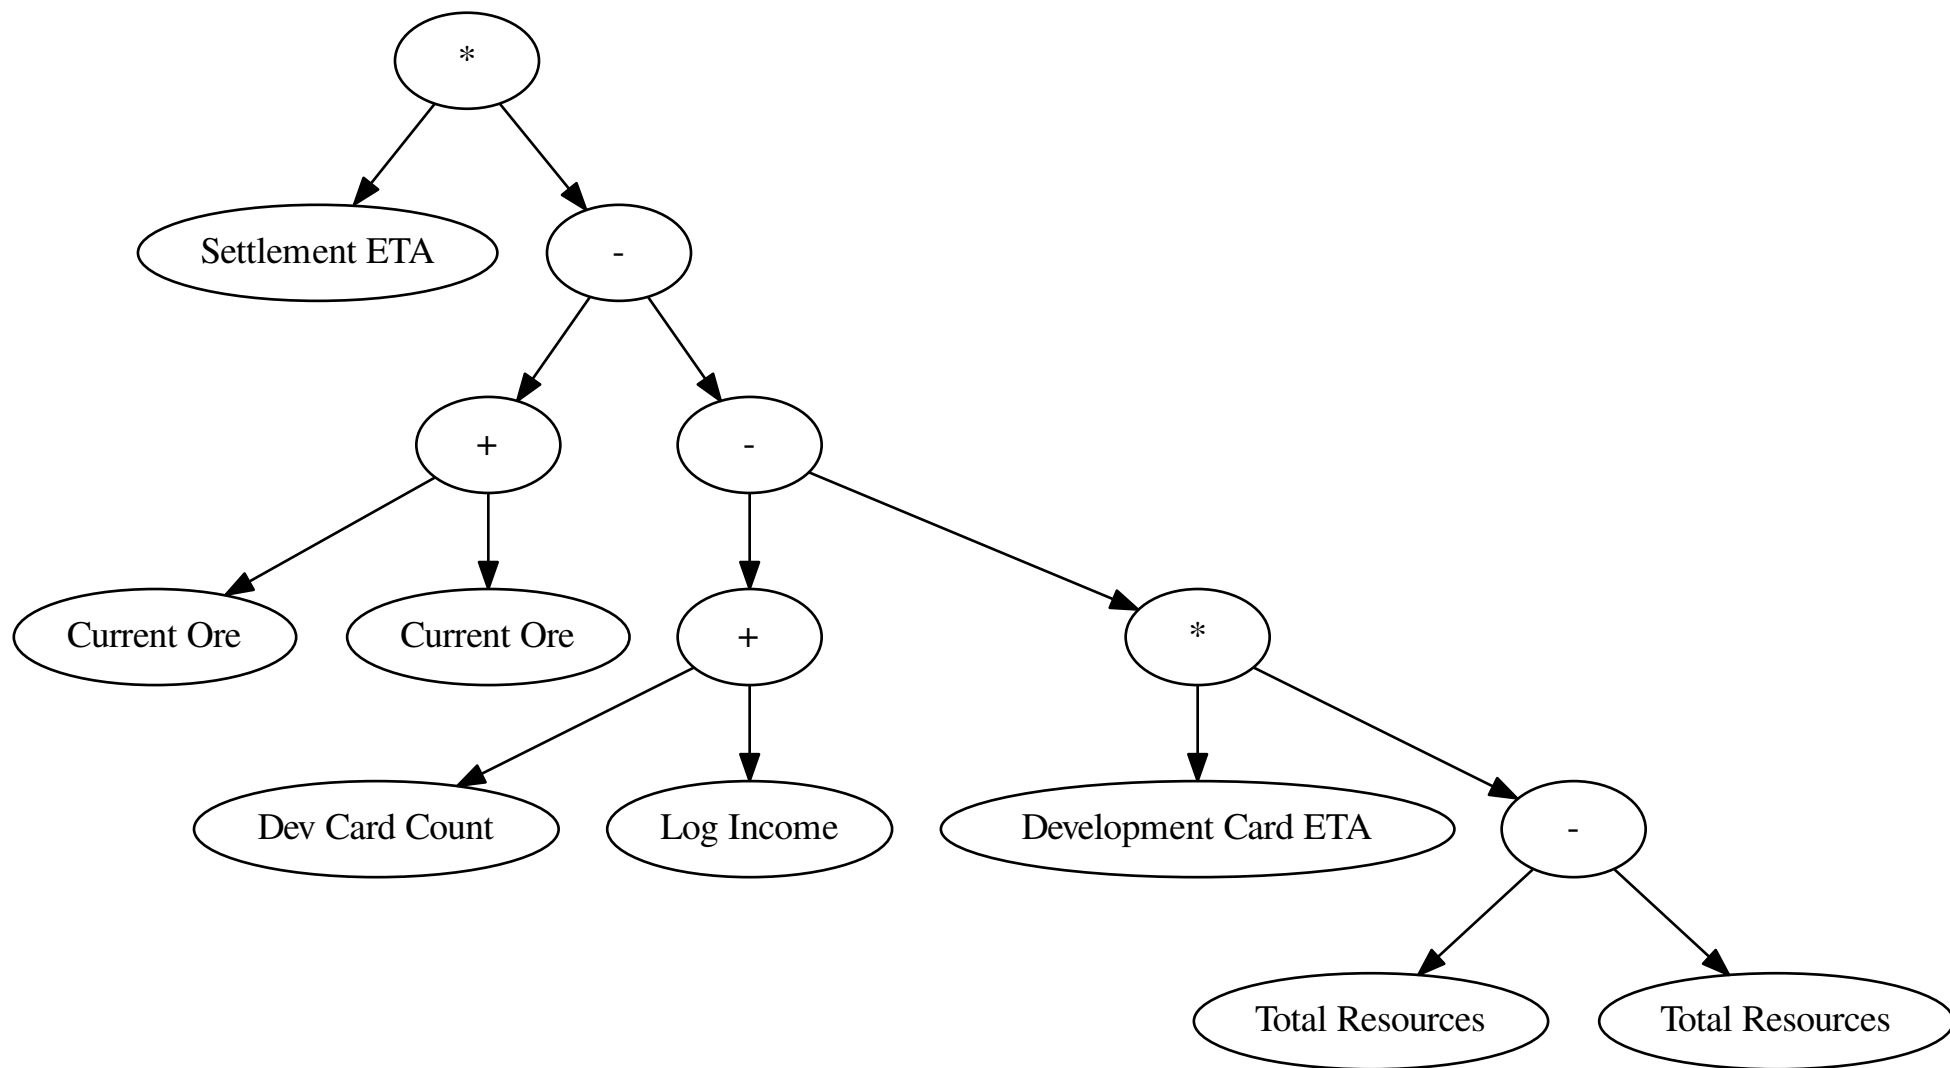 *
Settlement ETA
-
+
-
Current Ore
Current Ore
+
*
Dev Card Count
Log Income
Development Card ETA
-
Total Resources
Total Resources